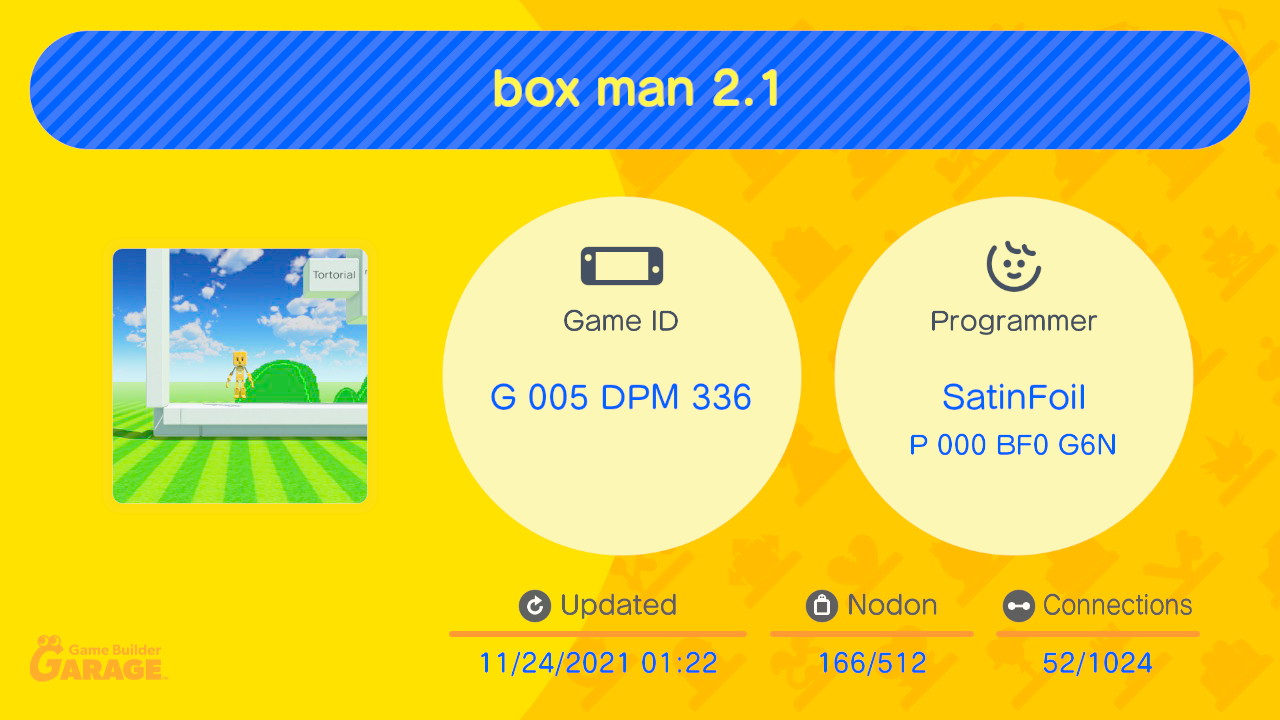 box man 2.1
Tortorial
Game ID
G 005 DPM 336
Programmer
SatinFoil
P 000 BF0 G6N
Updated
11/24/2021 01:22
Nodon
166/512
Connections
52/1024
Game Builder
GARAGE™